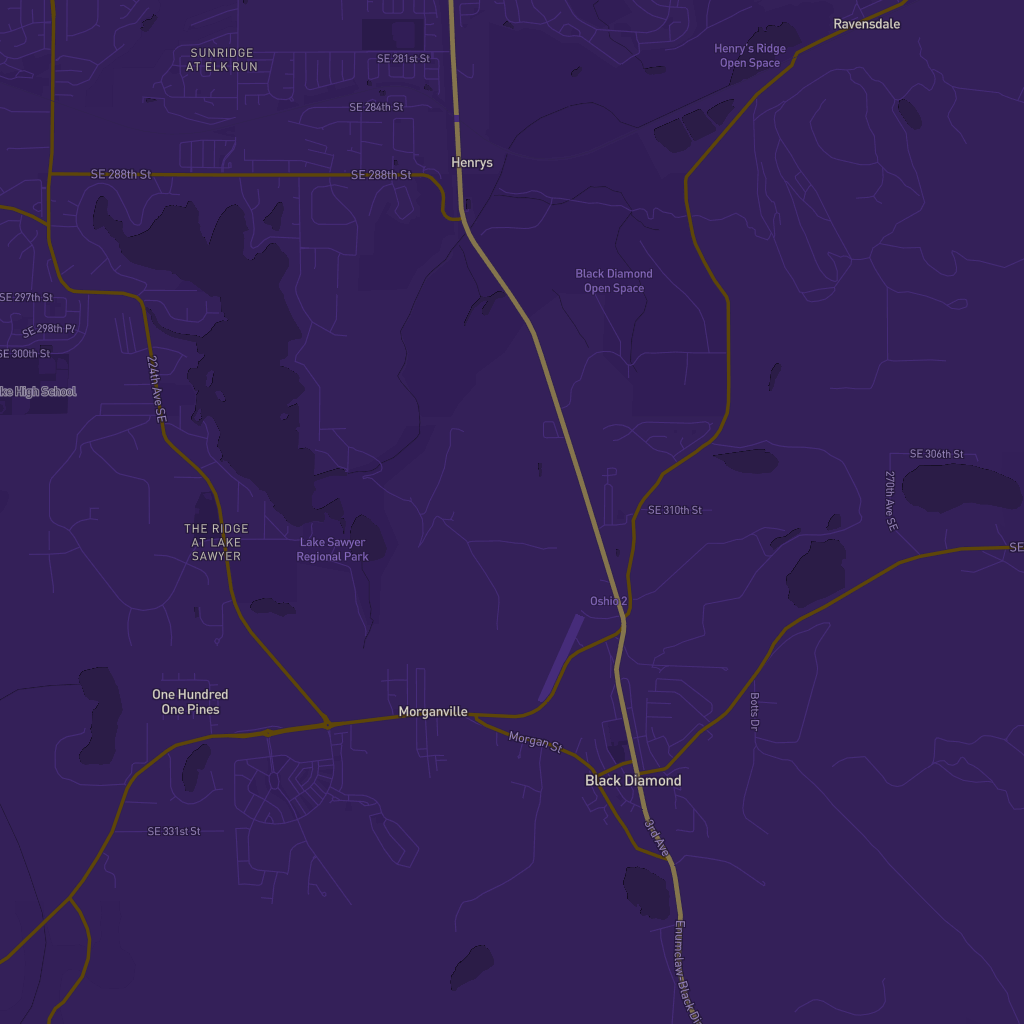 Ravensdale
SUNRIDGE
AT ELK RUN
Henry's Ridge
Open Space
SE 281st St
SE 284th St
Henrys
SE 288th St
SE 288th St
Black Diamond
Open Space
SE 297th St
SE 298th Pl
SE 300th St
224th Ave SE
ke High School
SE 306th St
270th Ave SE
SE 310th St
THE RIDGE
AT LAKE
SAWYER
Lake Sawyer
Regional Park
SE
Oshio 2
One Hundred
One Pines
Morganville
Botts Dr
Morgan St
Black Diamond
SE 331st St
3rd Ave
Enumclaw-Black Di